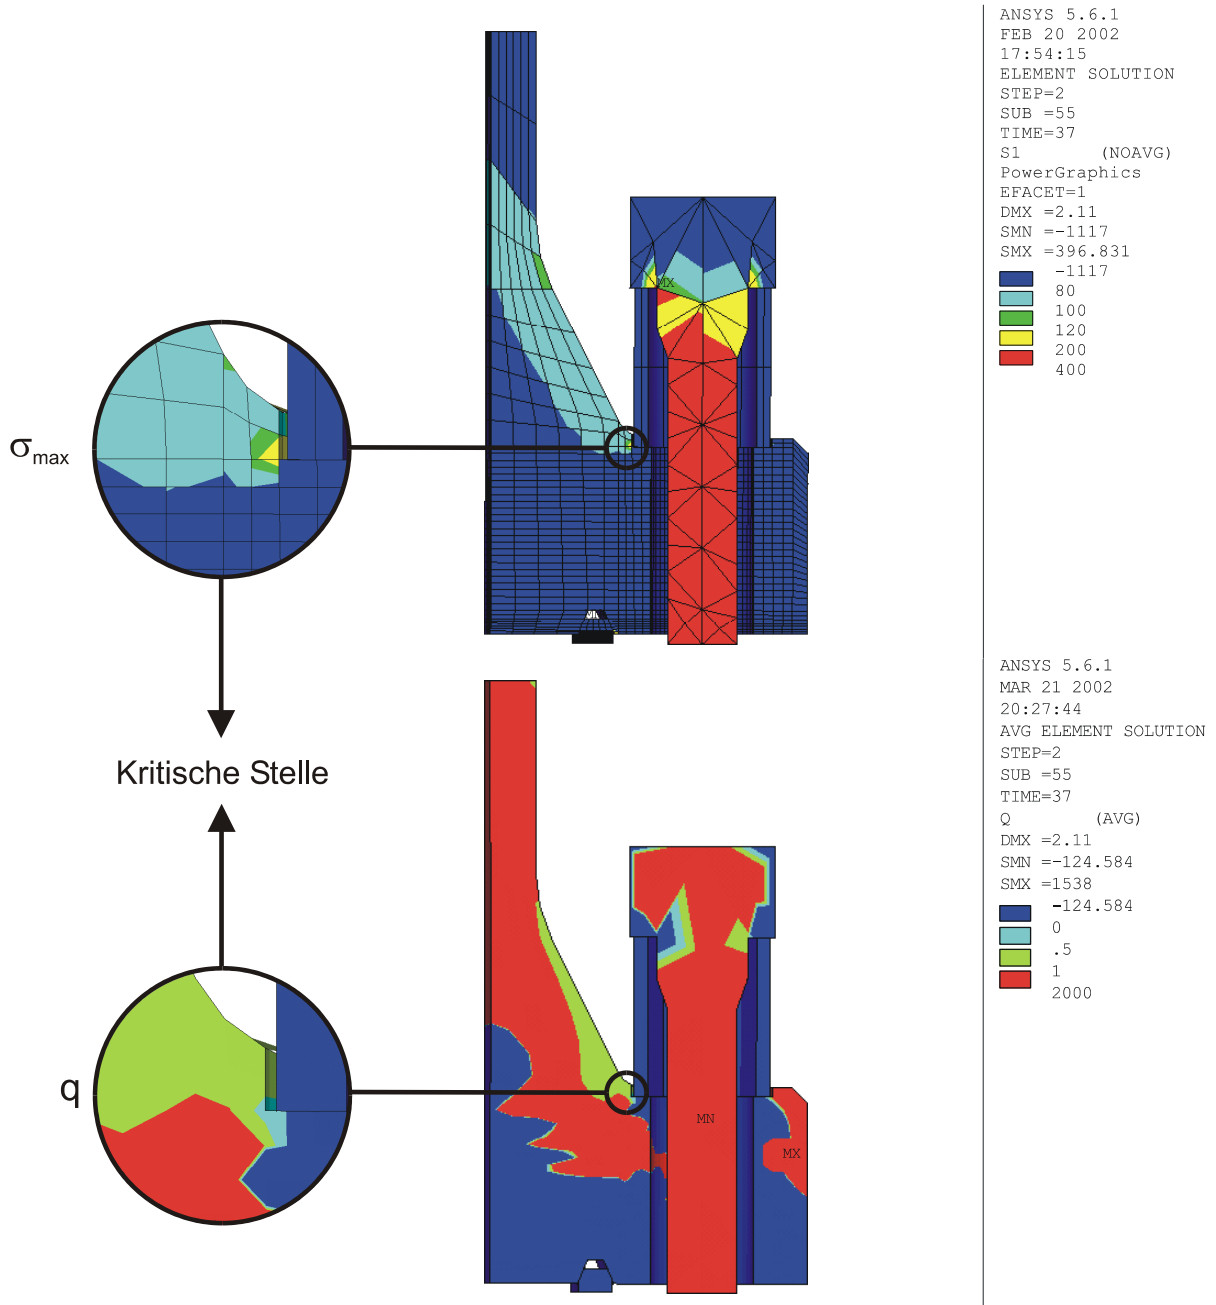 ANSYS 5.6.1
FEB 20 2002
17:54:15
ELEMENT SOLUTION
STEP=2
SUB =55
TIME=37
S1 (NOAVG)
PowerGraphics
EFACET=1
DMX =2.11
SMN =-1117
SMX =396.831
-1117
80
100
120
200
400
MX
σmax
Kritische Stelle
q
MN
MX
ANSYS 5.6.1
MAR 21 2002
20:27:44
AVG ELEMENT SOLUTION
STEP=2
SUB =55
TIME=37
Q (AVG)
DMX =2.11
SMN =-124.584
SMX =1538
-124.584
0
.5
1
2000